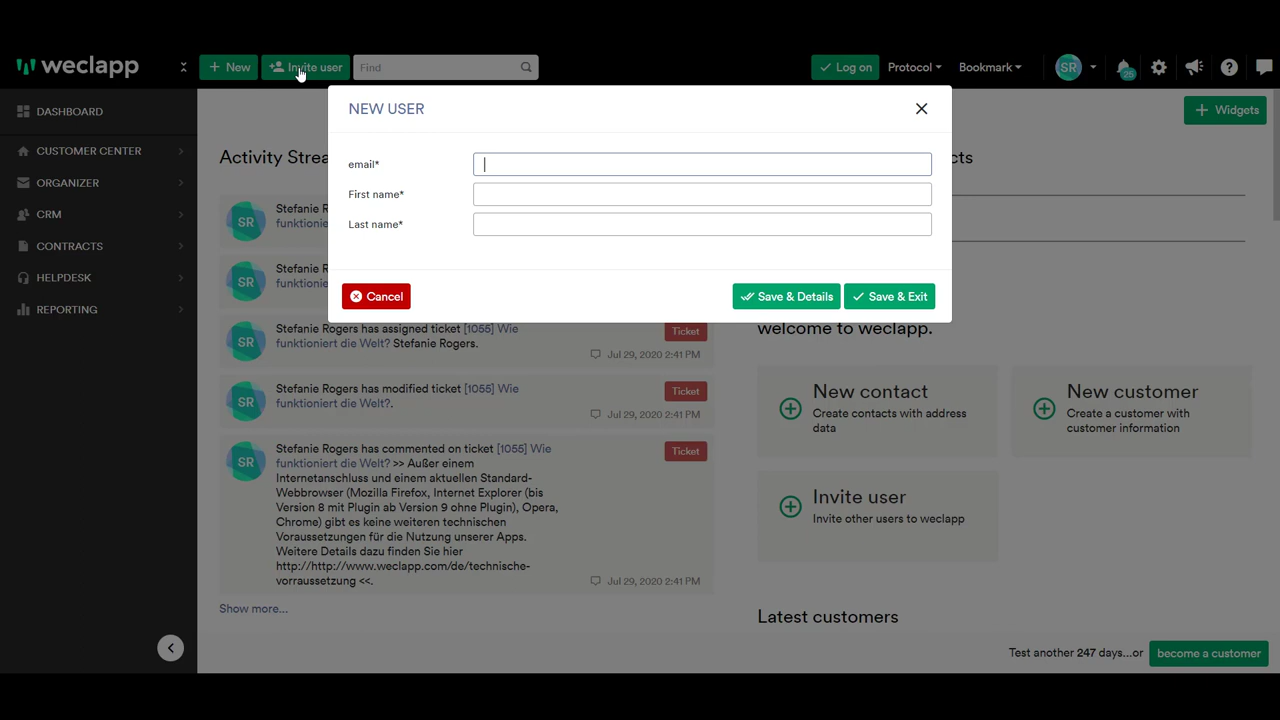 weclapp
New
Invite user
Find
Log on
Protocol
Bookmark
SR
25
DASHBOARD
CUSTOMER CENTER
ORGANIZER
CRM
CONTRACTS
HELPDESK
REPORTING
NEW USER
email*
First name*
Last name*
Cancel
Save & Details
Save & Exit
Widgets
Activity Strea
SR
Stefanie R
funktionie
SR
Stefanie R
funktionie
SR
Stefanie Rogers has assigned ticket [1055] Wie
funktioniert die Welt? Stefanie Rogers.
Ticket
Jul 29, 2020 2:41 PM
SR
Stefanie Rogers has modified ticket [1055] Wie
funktioniert die Welt?.
Ticket
Jul 29, 2020 2:41 PM
SR
Stefanie Rogers has commented on ticket [1055] Wie
funktioniert die Welt? >> Außer einem
Internetanschluss und einem aktuellen Standard-
Webbrowser (Mozilla Firefox, Internet Explorer (bis
Version 8 mit Plugin ab Version 9 ohne Plugin), Opera,
Chrome) gibt es keine weiteren technischen
Voraussetzungen für die Nutzung unserer Apps.
Weitere Details dazu finden Sie hier
http://http://www.weclapp.com/de/technische-
vorraussetzung <<.
Ticket
Jul 29, 2020 2:41 PM
Show more...
cts
welcome to weclapp.
New contact
Create contacts with address
data
New customer
Create a customer with
customer information
Invite user
Invite other users to weclapp
Latest customers
Test another 247 days...or
become a customer